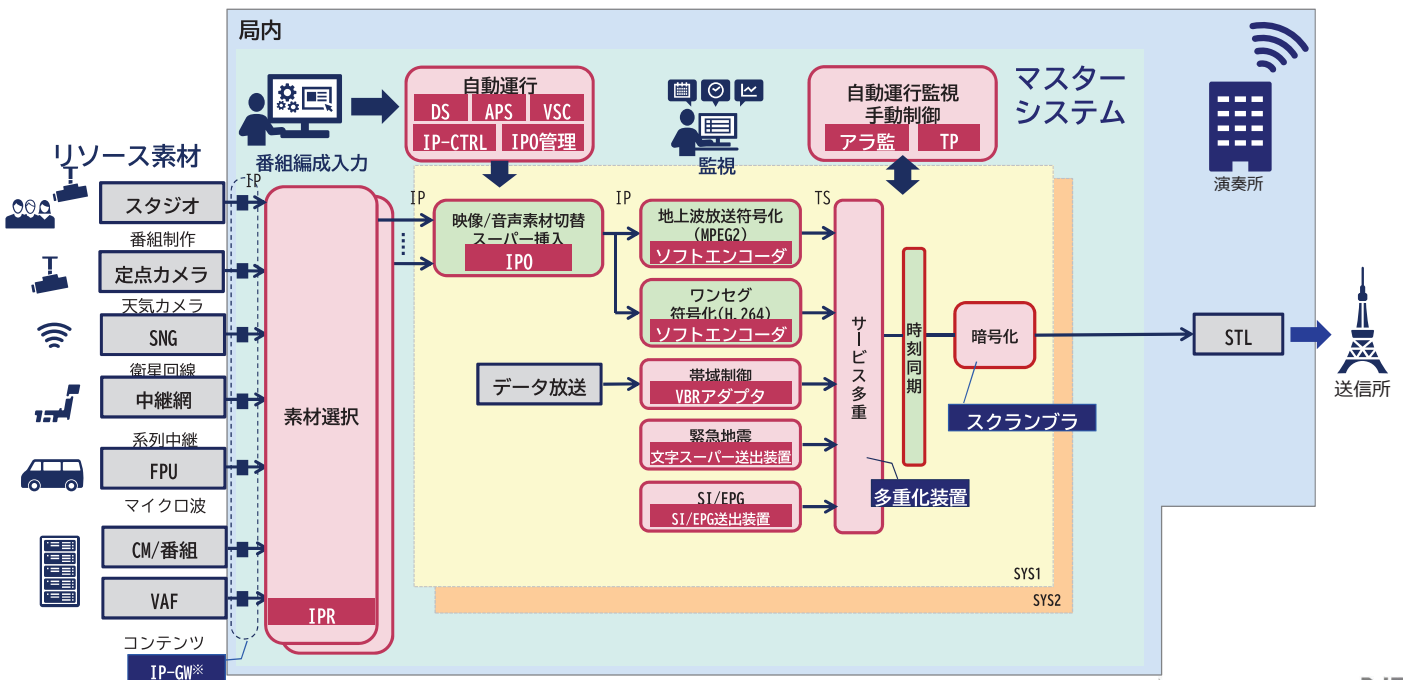 局内
マスター
システム
自動運行
DS
APS
VSC
IP-CTRL
IPO管理
番組編成入力
監視
自動運行監視
手動制御
アラ監
TP
演奏所
リソース素材
IP
スタジオ
番組制作
定点カメラ
天気カメラ
SNG
衛星回線
中継網
系列中継
FPU
マイクロ波
CM/番組
VAF
コンテンツ
IP-GW※
素材選択
IPR
IP
映像/音声素材切替
スーパー挿入
IPO
IP
地上波放送符号化
(MPEG2)
ソフトエンコーダ
ワンセグ
符号化(H.264)
ソフトエンコーダ
データ放送
帯域制御
VBRアダプタ
緊急地震
文字スーパー送出装置
SI/EPG
SI/EPG送出装置
TS
サービス多重
多重化装置
時刻同期
暗号化
スクランブラ
STL
送信所
SYS1
SYS2